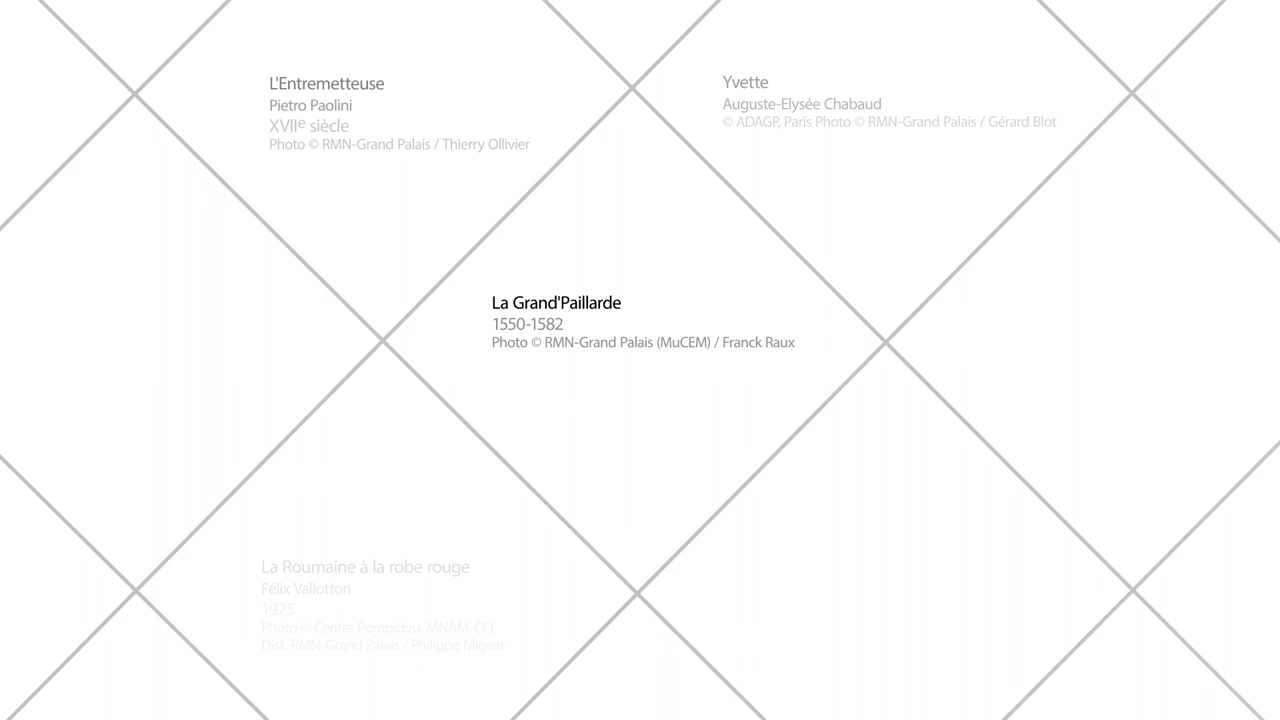 L'Entremetteuse
Pietro Paolini
XVIIe siècle
Photo © RMN-Grand Palais / Thierry Ollivier
Yvette
Auguste-Elysée Chabaud
© ADAGP, Paris Photo © RMN-Grand Palais / Gérard Blot
La Grand'Paillarde
1550-1582
Photo © RMN-Grand Palais (MuCEM) / Franck Raux
La Roumaine à la robe rouge
Félix Vallotton
1925
Photo © Centre Pompidou, MNAM-CCI,
Dist. RMN-Grand Palais / Philippe Migeat